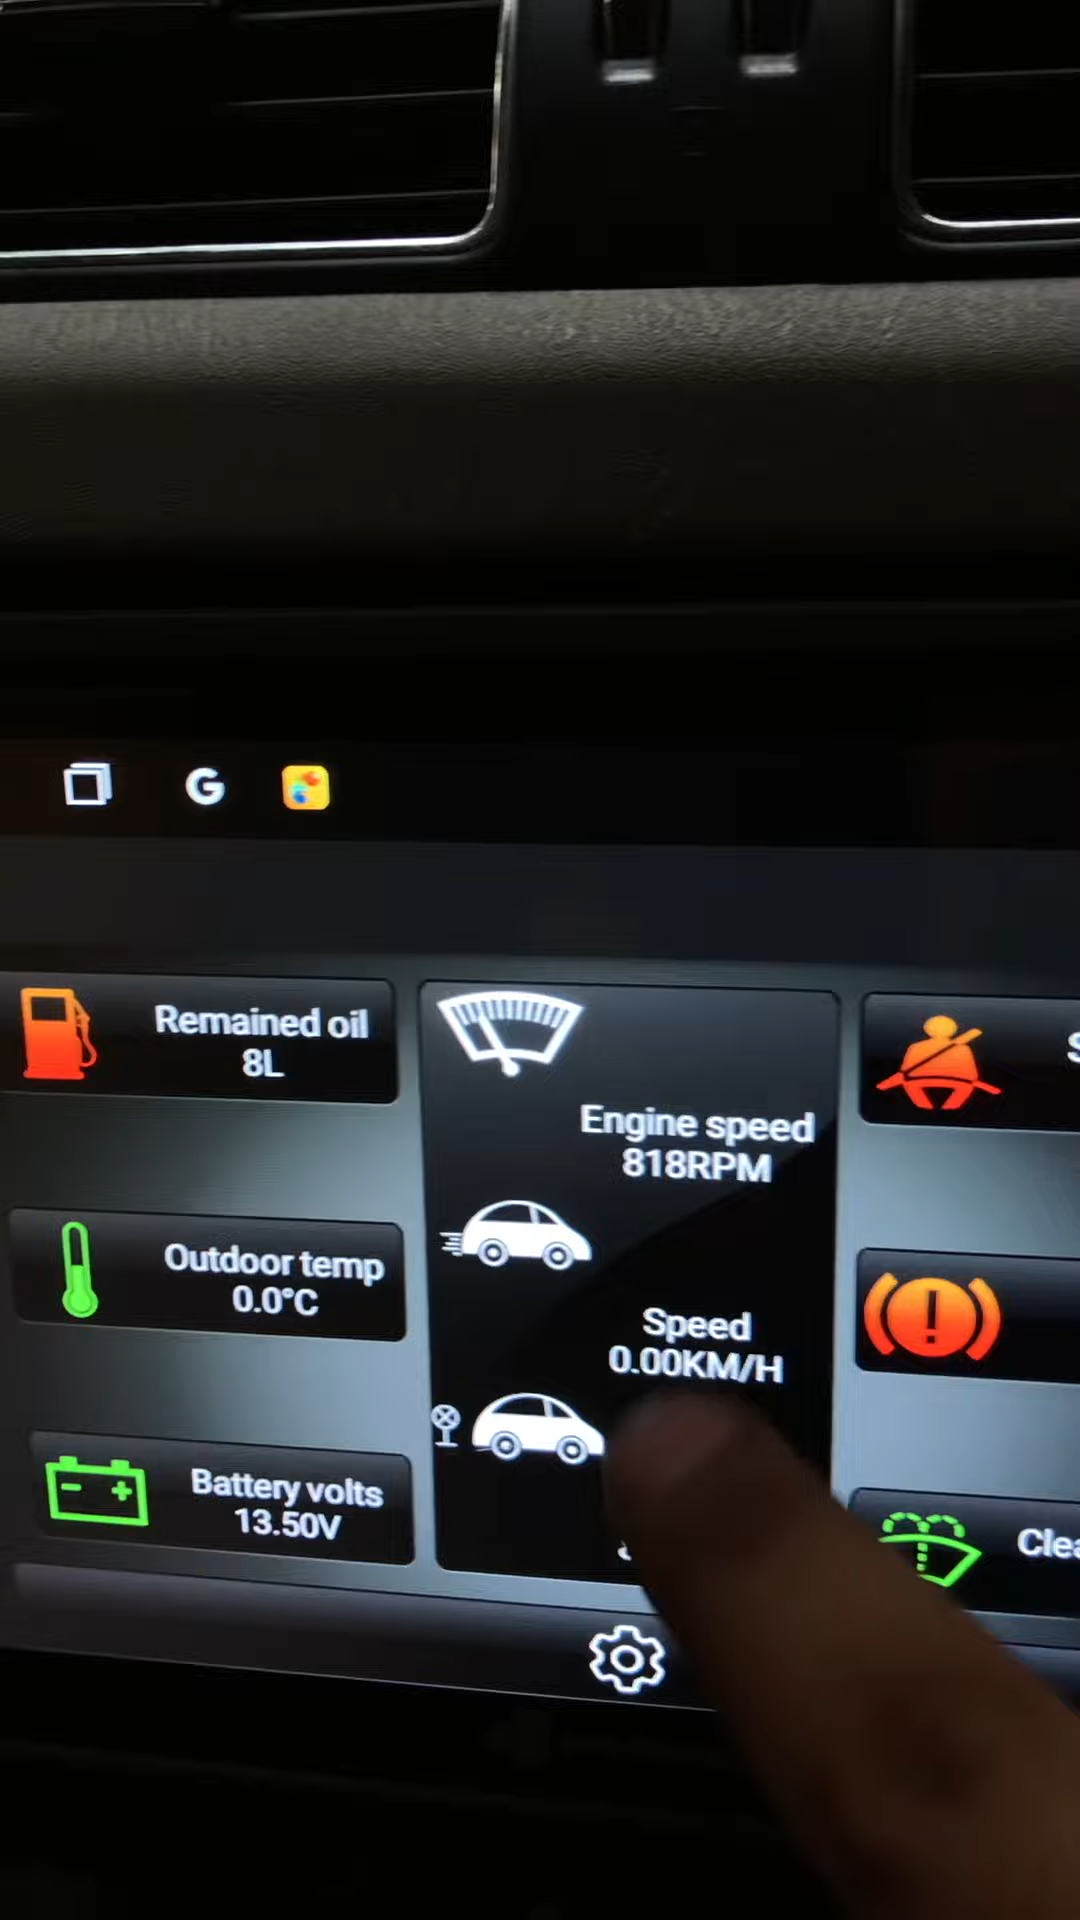 G
Remained oil
8L
Engine speed
818RPM
Outdoor temp
0.0°C
Speed
0.00KM/H
Battery volts
13.50V